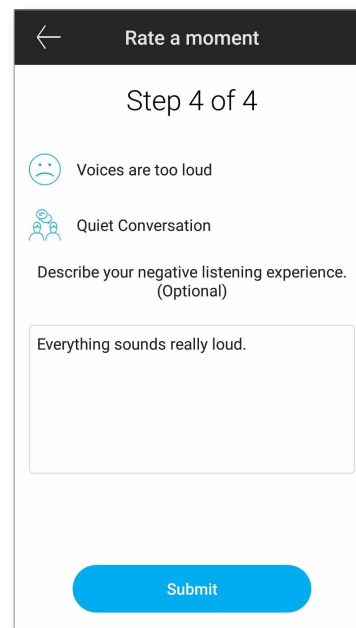 Rate a moment
Step 4 of 4
Voices are too loud
Quiet Conversation
Describe your negative listening experience.
(Optional)
Everything sounds really loud.
Submit